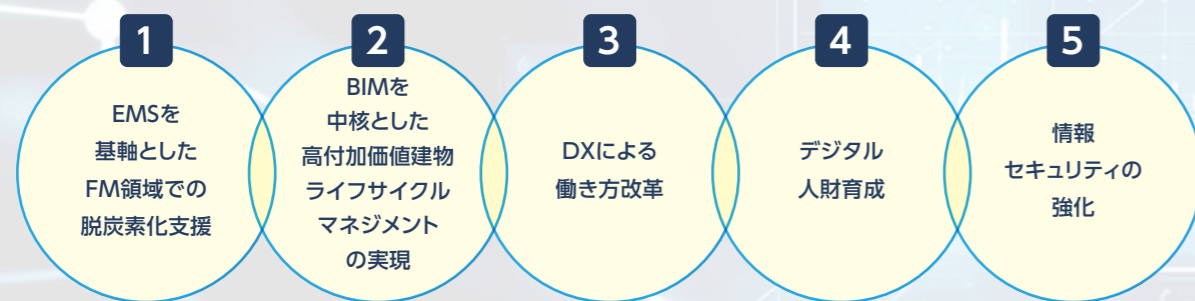 1
EMSを
基軸とした
FM領域での
脱炭素化支援
2
BIMを
中核とした
高付加価値建物
ライフサイクル
マネジメント
の実現
3
DXによる
働き方改革
4
デジタル
人財育成
5
情報
セキュリティの
強化